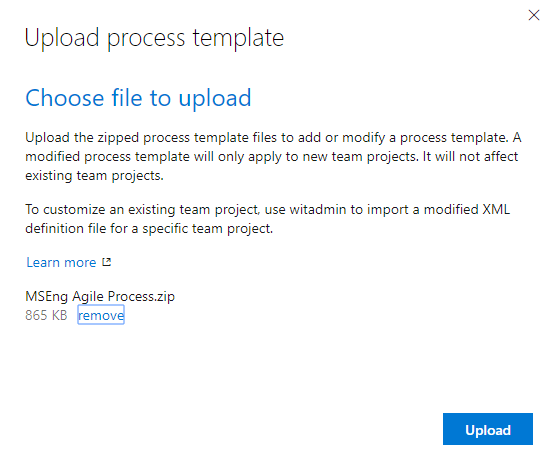 Upload process template
Choose file to upload
Upload the zipped process template files to add or modify a process template. A
modified process template will only apply to new team projects. It will not affect
existing team projects.
To customize an existing team project, use witadmin to import a modified XML
definition file for a specific team project.
Learn more
MSEng Agile Process.zip
865 KB remove
Upload